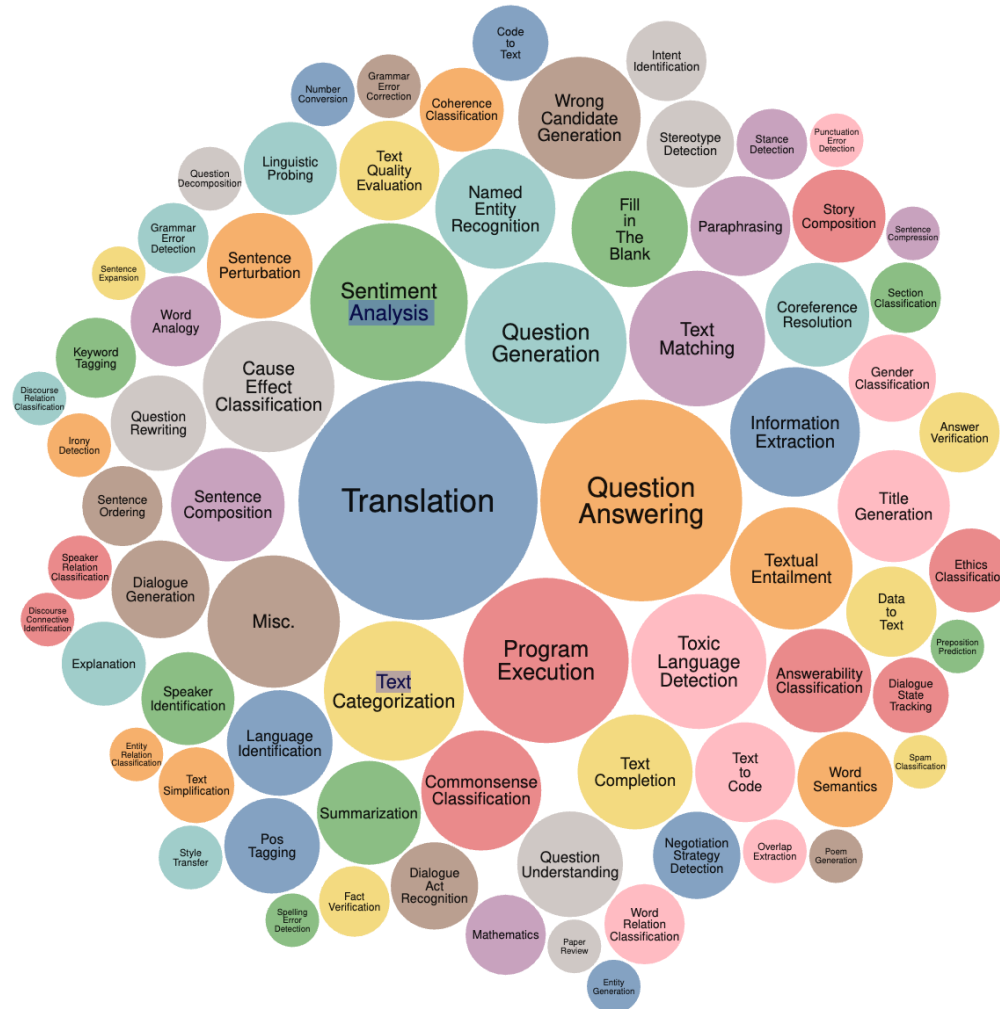 Code
to
Text
Intent
Identification
Number
Conversion
Grammar
Error
Correction
Coherence
Classification
Wrong
Candidate
Generation
Stereotype
Detection
Stance
Detection
Punctuation
Error
Detection
Question
Decomposition
Linguistic
Probing
Text
Quality
Evaluation
Named
Entity
Recognition
Fill
in
The
Blank
Paraphrasing
Story
Composition
Sentence
Compression
Grammar
Error
Detection
Sentence
Expansion
Sentence
Perturbation
Sentiment
Analysis
Question
Generation
Text
Matching
Coreference
Resolution
Section
Classification
Word
Analogy
Keyword
Tagging
Cause
Effect
Classification
Gender
Classification
Discourse
Relation
Classification
Question
Rewriting
Irony
Detection
Information
Extraction
Answer
Verification
Sentence
Ordering
Sentence
Composition
Translation
Question
Answering
Title
Generation
Speaker
Relation
Classification
Dialogue
Generation
Textual
Entailment
Ethics
Classification
Discourse
Connective
Identification
Misc.
Data
to
Text
Explanation
Program
Execution
Toxic
Language
Detection
Answerability
Classification
Preposition
Prediction
Speaker
Identification
Text
Categorization
Dialogue
State
Tracking
Entity
Relation
Classification
Language
Identification
Text
Simplification
Commonsense
Classification
Text
Completion
Text
to
Code
Word
Semantics
Spam
Classification
Summarization
Style
Transfer
Pos
Tagging
Question
Understanding
Negotiation
Strategy
Detection
Overlap
Extraction
Poem
Generation
Spelling
Error
Detection
Fact
Verification
Dialogue
Act
Recognition
Mathematics
Paper
Review
Word
Relation
Classification
Entity
Generation